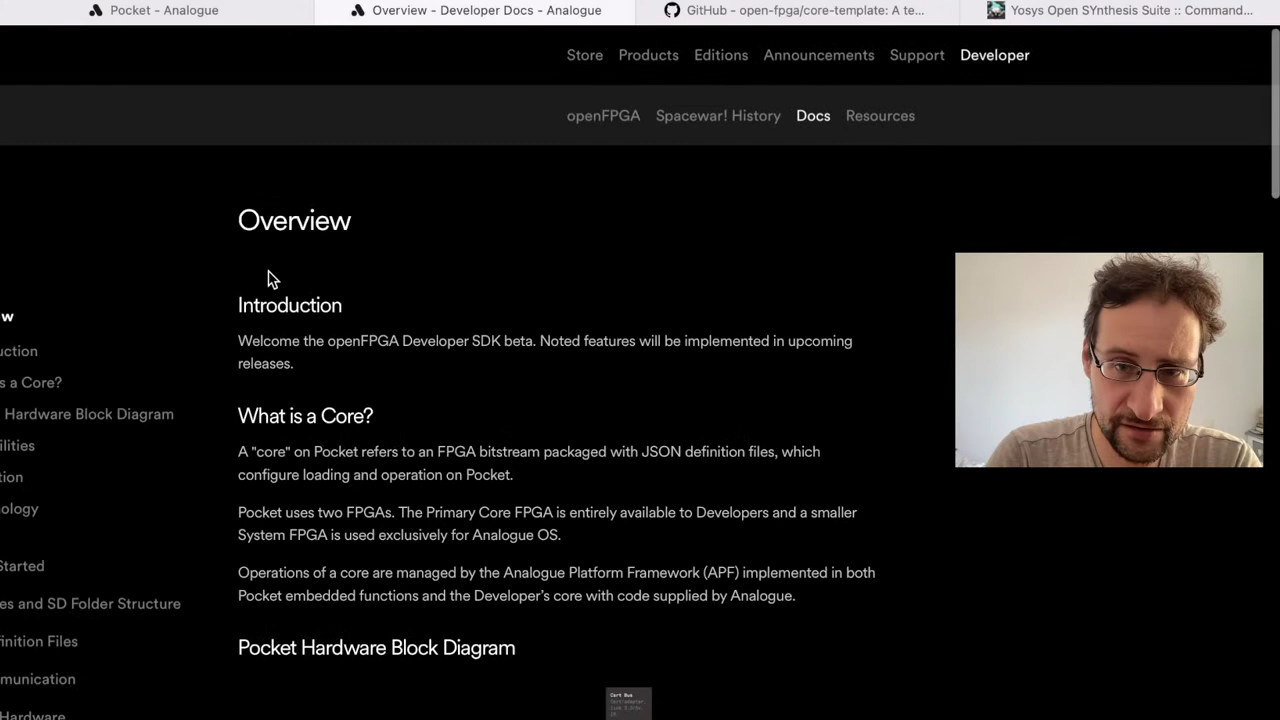 Pocket - Analogue
Overview - Developer Docs - Analogue
GitHub - open-fpga/core-template: A te...
Yosys Open SYnthesis Suite :: Command...
Store Products Editions Announcements Support Developer
openFPGA Spacewar! History Docs Resources
Overview
Introduction
Welcome the openFPGA Developer SDK beta. Noted features will be implemented in upcoming
releases.
What is a Core?
A "core" on Pocket refers to an FPGA bitstream packaged with JSON definition files, which
configure loading and operation on Pocket.
Pocket uses two FPGAs. The Primary Core FPGA is entirely available to Developers and a smaller
System FPGA is used exclusively for Analogue OS.
Operations of a core are managed by the Analogue Platform Framework (APF) implemented in both
Pocket embedded functions and the Developer's core with code supplied by Analogue.
Pocket Hardware Block Diagram
Cart Bus
w
uction
s a Core?
Hardware Block Diagram
ilities
tion
nology
Started
es and SD Folder Structure
finition Files
munication
Hardware